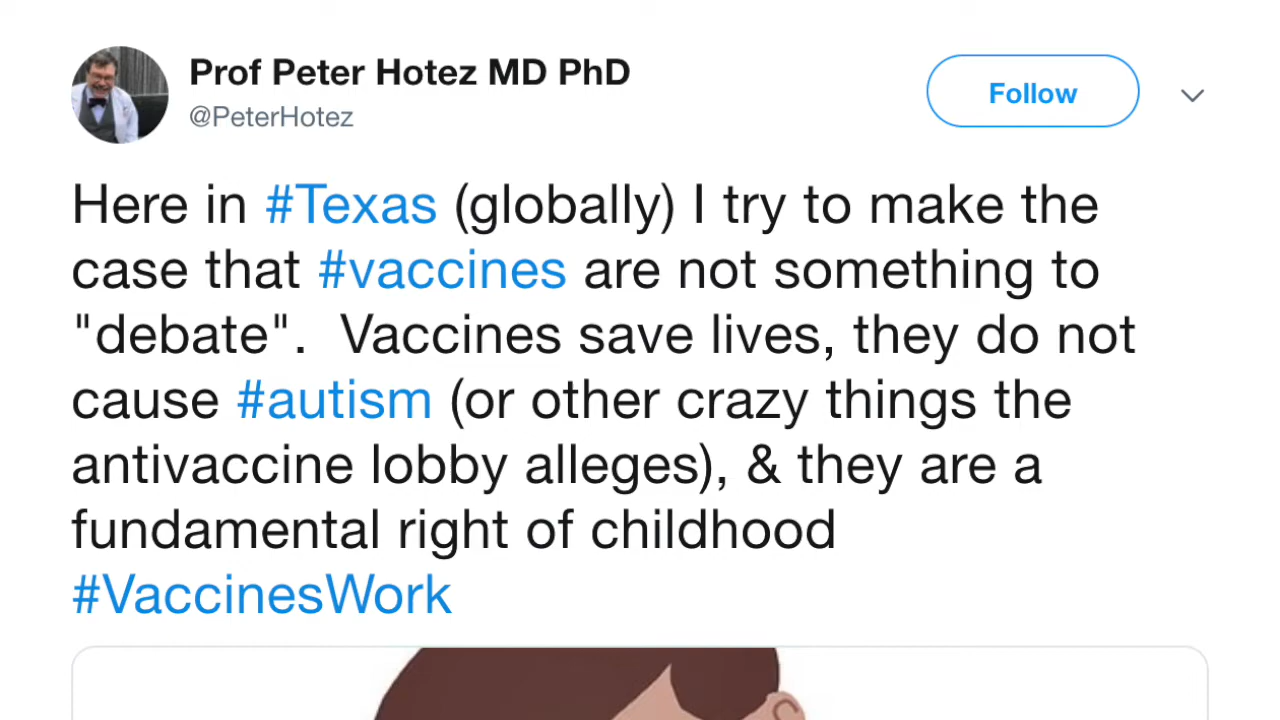 Prof Peter Hotez MD PhD
@PeterHotez
Follow
Here in #Texas (globally) I try to make the
case that #vaccines are not something to
"debate".  Vaccines save lives, they do not
cause #autism (or other crazy things the
antivaccine lobby alleges), & they are a
fundamental right of childhood
#VaccinesWork